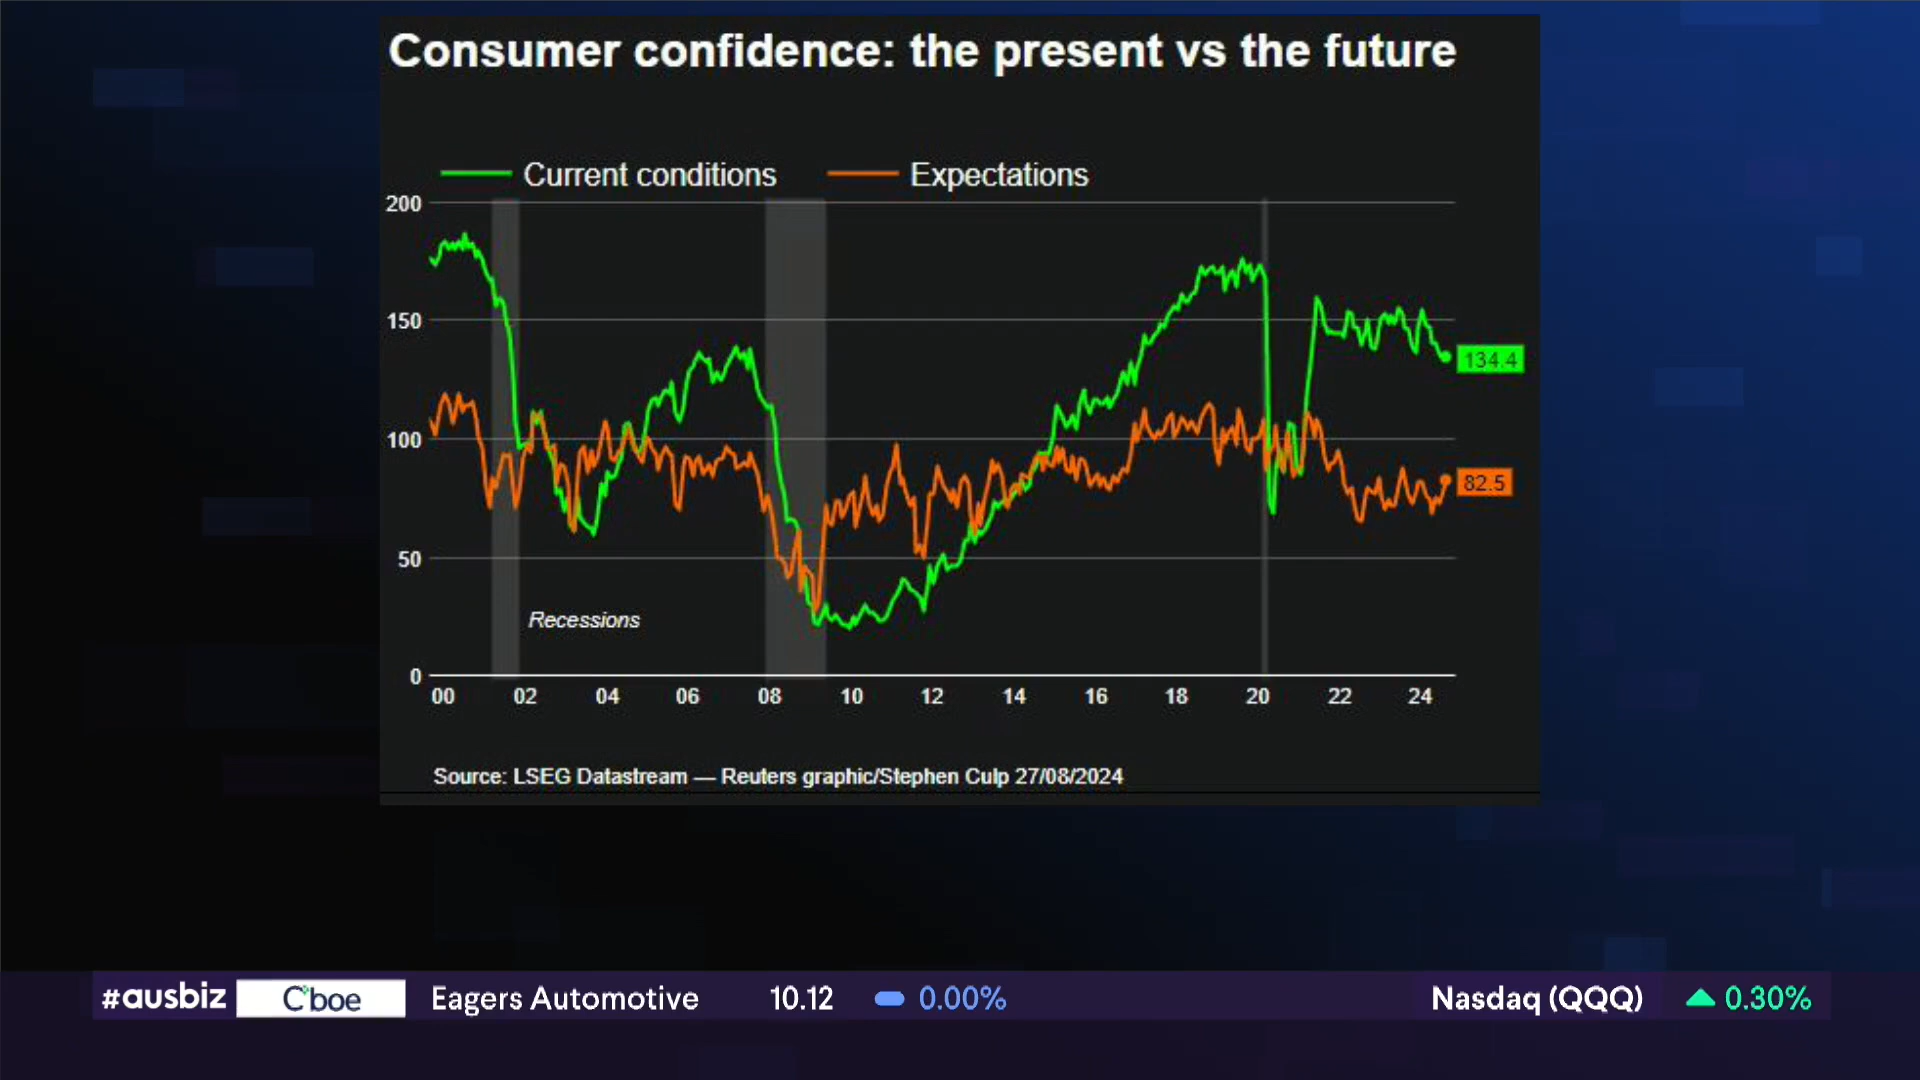 Consumer confidence: the present vs the future
Current conditions Expectations
200
150
134.4
100
82.5
50
Recessions
0
00 02 04 06 08 10 12 14 16 18 20 22 24
Source: LSEG Datastream — Reuters graphic/Stephen Culp 27/08/2024
#ausbiz Cboe Eagers Automotive 10.12 0.00% Nasdaq (QQQ) 0.30%